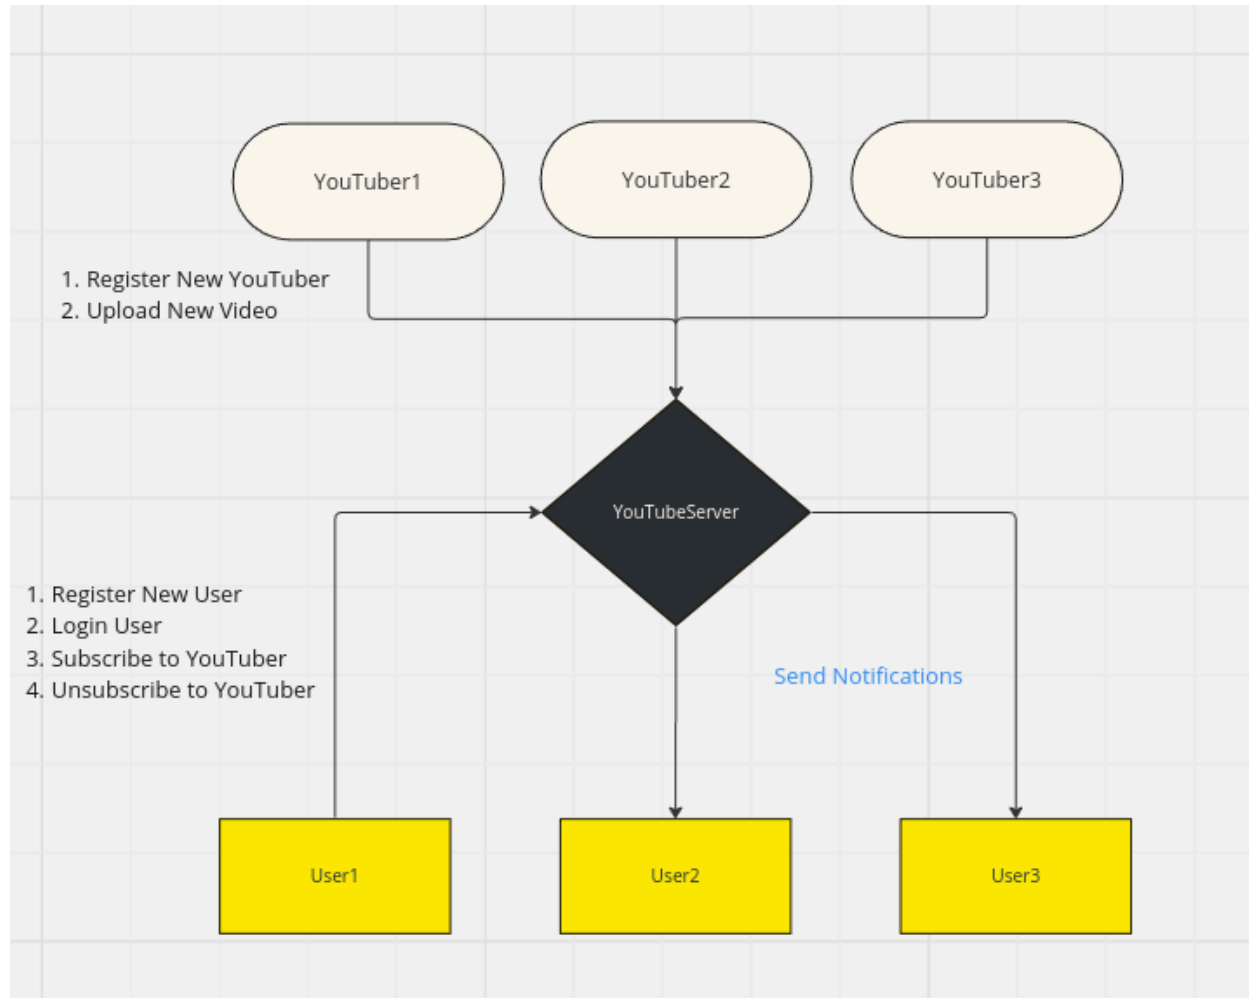 YouTuber1
YouTuber2
YouTuber3
1. Register New YouTuber
2. Upload New Video
YouTubeServer
1. Register New User
2. Login User
3. Subscribe to YouTuber
4. Unsubscribe to YouTuber
Send Notifications
User1
User2
User3